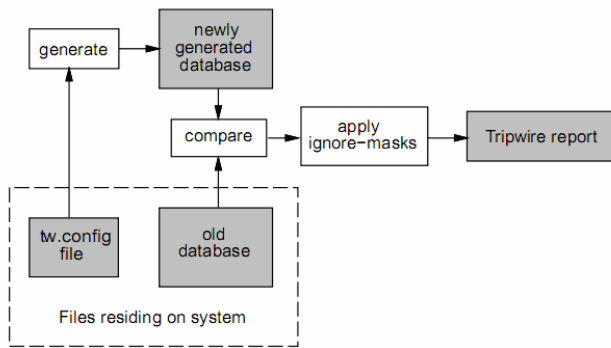 generate
newly
generated
database
compare
apply
ignore-masks
Tripwire report
tw.config
file
old
database
Files residing on system